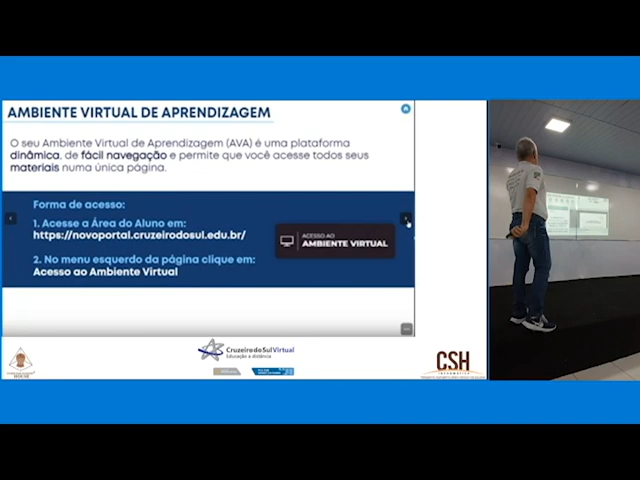 AMBIENTE VIRTUAL DE APRENDIZAGEM
O seu Ambiente Virtual de Aprendizagem (AVA) é uma plataforma
dinâmica, de fácil navegação e permite que você acesse todos seus
materiais numa única página.
Forma de acesso:
1. Acesse a Área do Aluno em:
https://novoportal.cruzeirodosul.edu.br/
2. No menu esquerdo da página clique em:
Acesso ao Ambiente Virtual
ACESSO AO
AMBIENTE VIRTUAL
Cruzeiro do Sul Virtual
Educação a distância
CSH
INFORMÁTICA